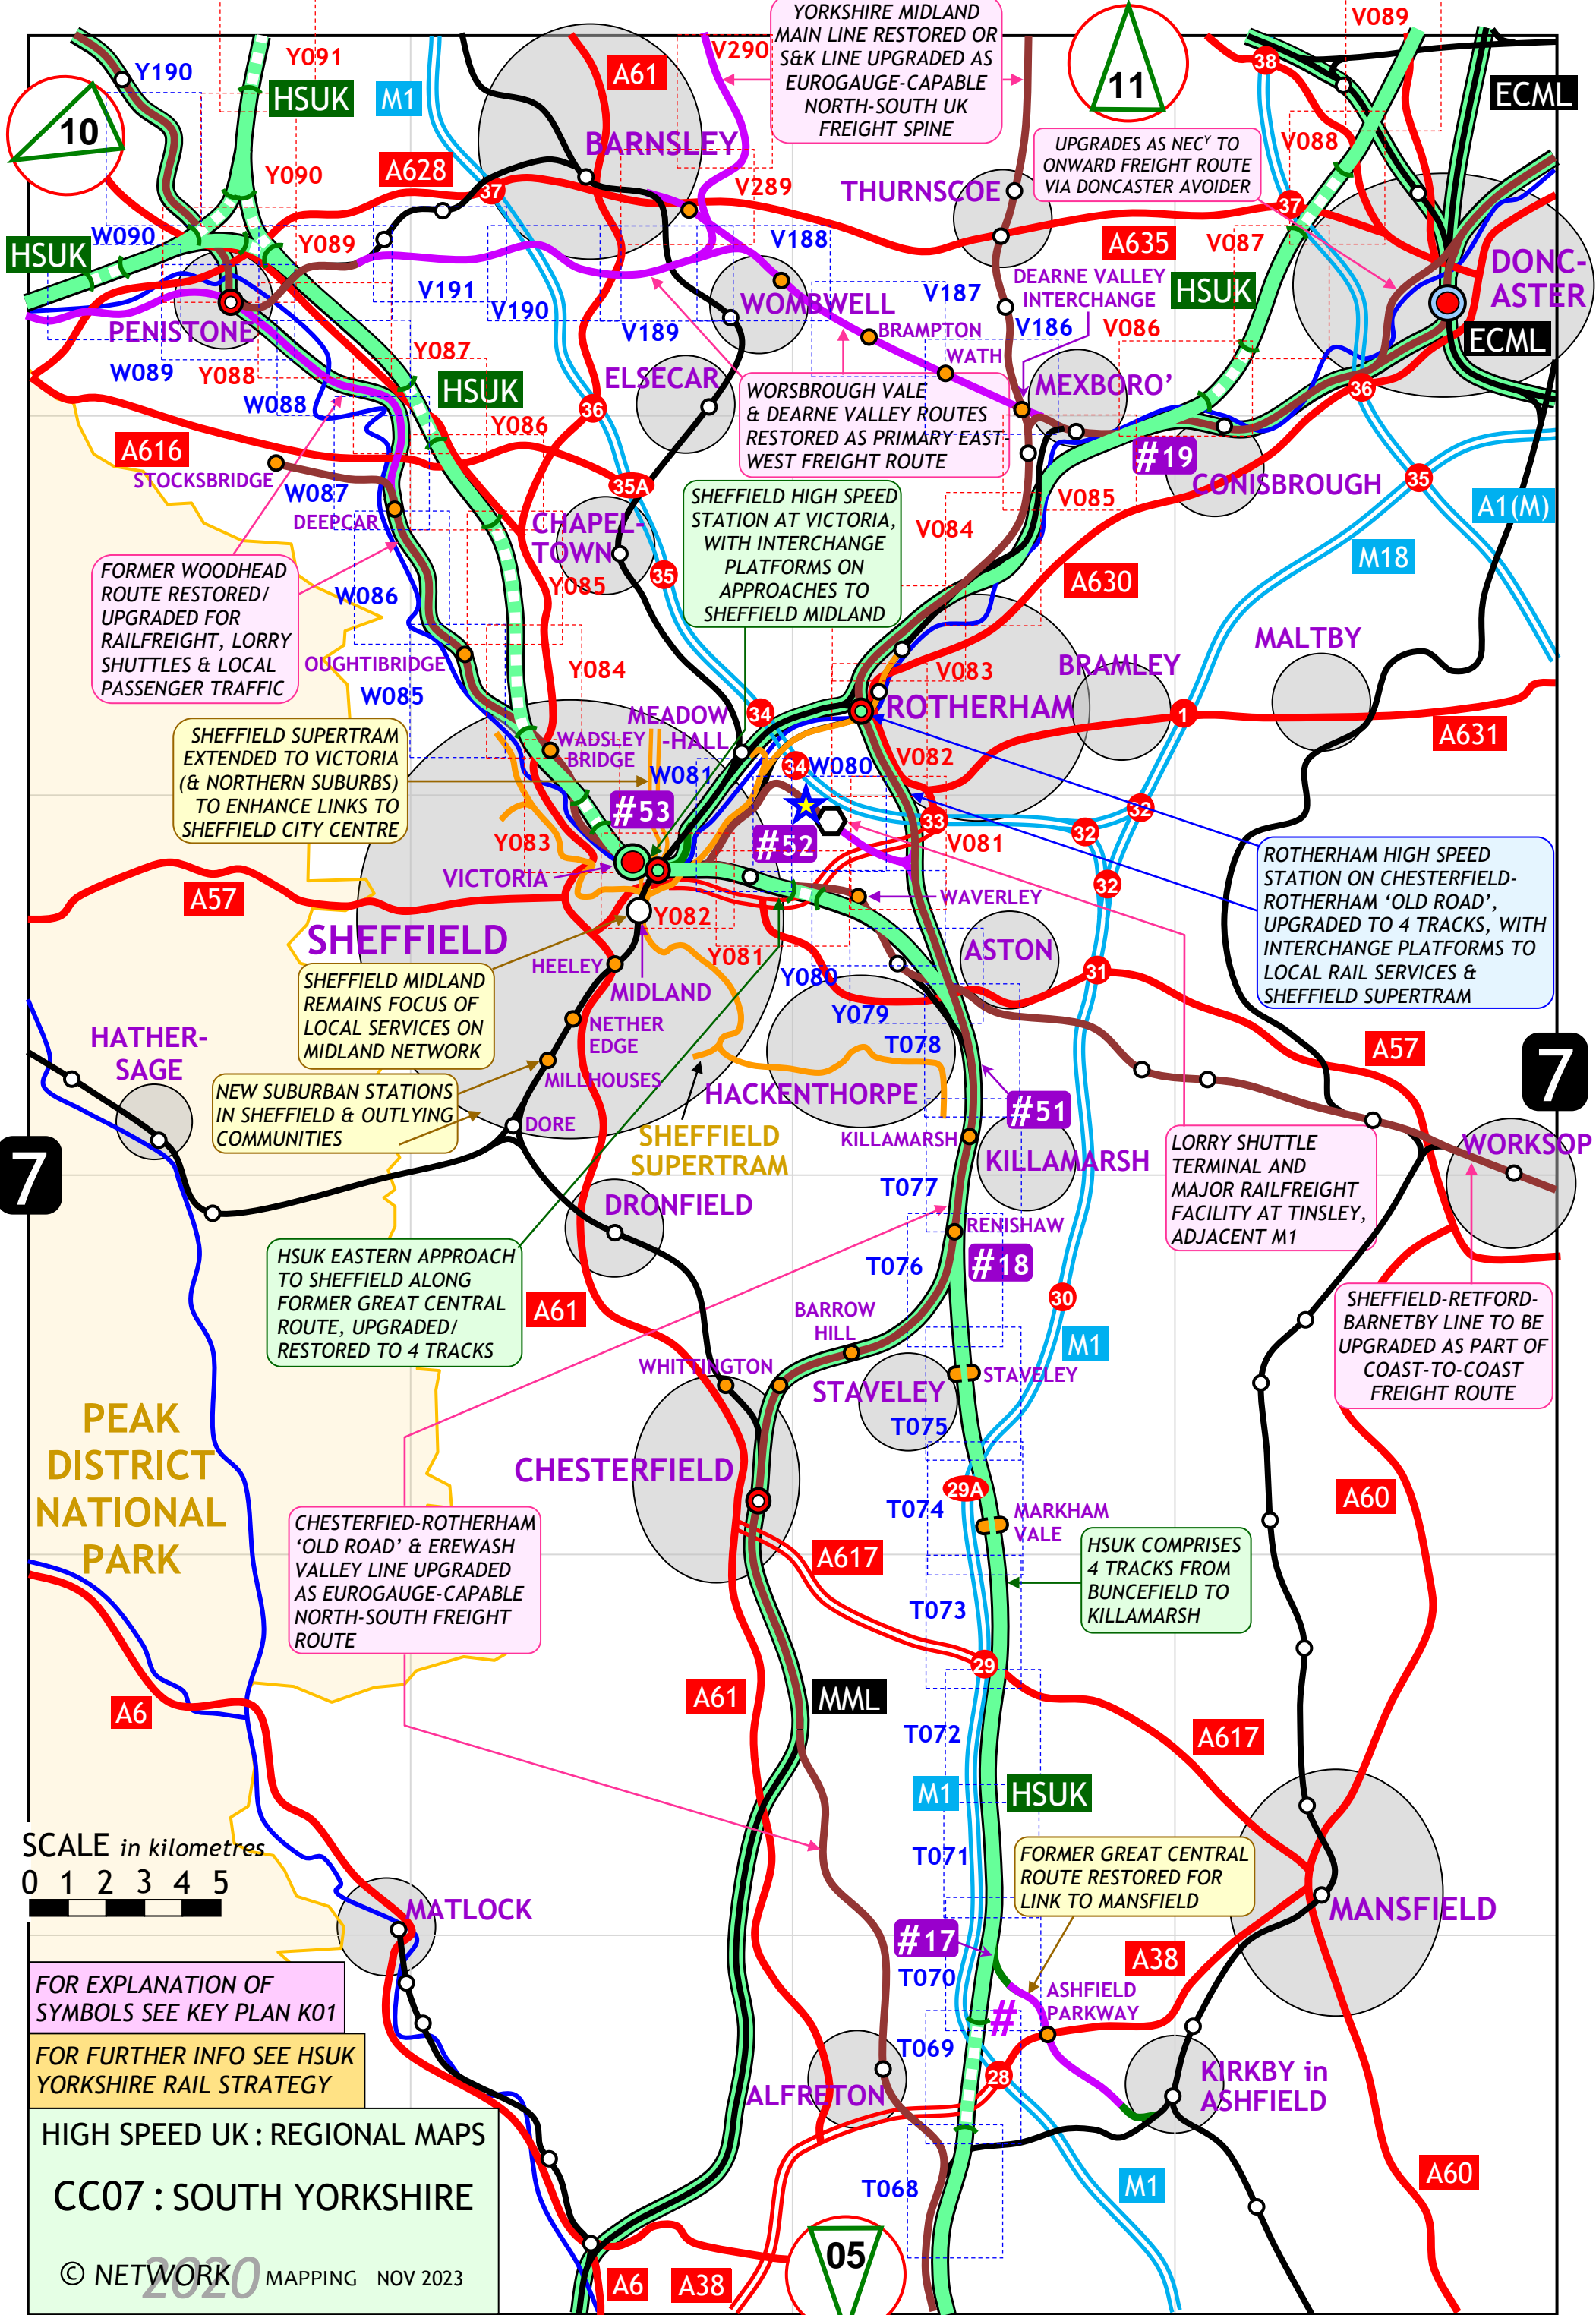 YORKSHIRE MIDLAND
MAIN LINE RESTORED OR
S&K LINE UPGRADED AS
EUROGAUGE-CAPABLE
NORTH-SOUTH UK
FREIGHT SPINE
V089
Y091
Y190
HSUK
M1
A61
V290
11
38
ECML
10
BARNSLEY
UPGRADES AS NECY TO
ONWARD FREIGHT ROUTE
VIA DONCASTER AVOIDER
V088
Y090
A628
37
V289
THURNSCOE
37
HSUK
W090
Y089
V188
A635
V087
DONC-
ASTER
DEARNE VALLEY
INTERCHANGE
HSUK
V191
V190
V189
WOMBWELL
V187
V186
V086
PENISTONE
BRAMPTON
ECML
WATH
W089
Y088
Y087
HSUK
ELSECAR
MEXBORO'
36
W088
36
WORSBROUGH VALE
& DEARNE VALLEY ROUTES
RESTORED AS PRIMARY EAST-
WEST FREIGHT ROUTE
Y086
A616
#19
STOCKSBRIDGE
W087
35A
CONISBROUGH
35
DEEPCAR
SHEFFIELD HIGH SPEED
STATION AT VICTORIA,
WITH INTERCHANGE
PLATFORMS ON
APPROACHES TO
SHEFFIELD MIDLAND
V085
A1(M)
CHAPEL-
TOWN
V084
M18
FORMER WOODHEAD
ROUTE RESTORED/
UPGRADED FOR
RAILFREIGHT, LORRY
SHUTTLES & LOCAL
PASSENGER TRAFFIC
35
W086
Y085
A630
MALTBY
OUGHTIBRIDGE
Y084
V083
BRAMLEY
W085
ROTHERHAM
1
A631
34
SHEFFIELD SUPERTRAM
EXTENDED TO VICTORIA
(& NORTHERN SUBURBS)
TO ENHANCE LINKS TO
SHEFFIELD CITY CENTRE
MEADOW
-HALL
WADSLEY
BRIDGE
34
W080
V082
W081
#53
33
32
32
Y083
#52
V081
VICTORIA
ROTHERHAM HIGH SPEED
STATION ON CHESTERFIELD-
ROTHERHAM 'OLD ROAD',
UPGRADED TO 4 TRACKS, WITH
INTERCHANGE PLATFORMS TO
LOCAL RAIL SERVICES &
SHEFFIELD SUPERTRAM
32
A57
WAVERLEY
Y082
SHEFFIELD
Y081
ASTON
HEELEY
Y080
31
SHEFFIELD MIDLAND
REMAINS FOCUS OF
LOCAL SERVICES ON
MIDLAND NETWORK
MIDLAND
Y079
NETHER
EDGE
HATHER-
SAGE
T078
A57
7
MILLHOUSES
HACKENTHORPE
#51
NEW SUBURBAN STATIONS
IN SHEFFIELD & OUTLYING
COMMUNITIES
DORE
SHEFFIELD
SUPERTRAM
KILLAMARSH
KILLAMARSH
LORRY SHUTTLE
TERMINAL AND
MAJOR RAILFREIGHT
FACILITY AT TINSLEY,
ADJACENT M1
WORKSOP
7
T077
DRONFIELD
RENISHAW
HSUK EASTERN APPROACH
TO SHEFFIELD ALONG
FORMER GREAT CENTRAL
ROUTE, UPGRADED/
RESTORED TO 4 TRACKS
T076
#18
A61
30
BARROW
HILL
M1
SHEFFIELD-RETFORD-
BARNETBY LINE TO BE
UPGRADED AS PART OF
COAST-TO-COAST
FREIGHT ROUTE
WHITTINGTON
STAVELEY
STAVELEY
T075
PEAK
DISTRICT
NATIONAL
PARK
CHESTERFIELD
29A
A60
T074
MARKHAM
VALE
CHESTERFIED-ROTHERHAM
'OLD ROAD' & EREWASH
VALLEY LINE UPGRADED
AS EUROGAUGE-CAPABLE
NORTH-SOUTH FREIGHT
ROUTE
A617
HSUK COMPRISES
4 TRACKS FROM
BUNCEFIELD TO
KILLAMARSH
T073
29
A61
MML
A6
T072
A617
M1
HSUK
SCALE in kilometres
0 1 2 3 4 5
T071
FORMER GREAT CENTRAL
ROUTE RESTORED FOR
LINK TO MANSFIELD
MATLOCK
MANSFIELD
#17
A38
T070
ASHFIELD
PARKWAY
FOR EXPLANATION OF
SYMBOLS SEE KEY PLAN K01
#
FOR FURTHER INFO SEE HSUK
YORKSHIRE RAIL STRATEGY
T069
28
KIRKBY in
ASHFIELD
ALFRETON
HIGH SPEED UK : REGIONAL MAPS
CC07 : SOUTH YORKSHIRE
© NETWORK 2020 MAPPING NOV 2023
T068
M1
A60
05
A6
A38